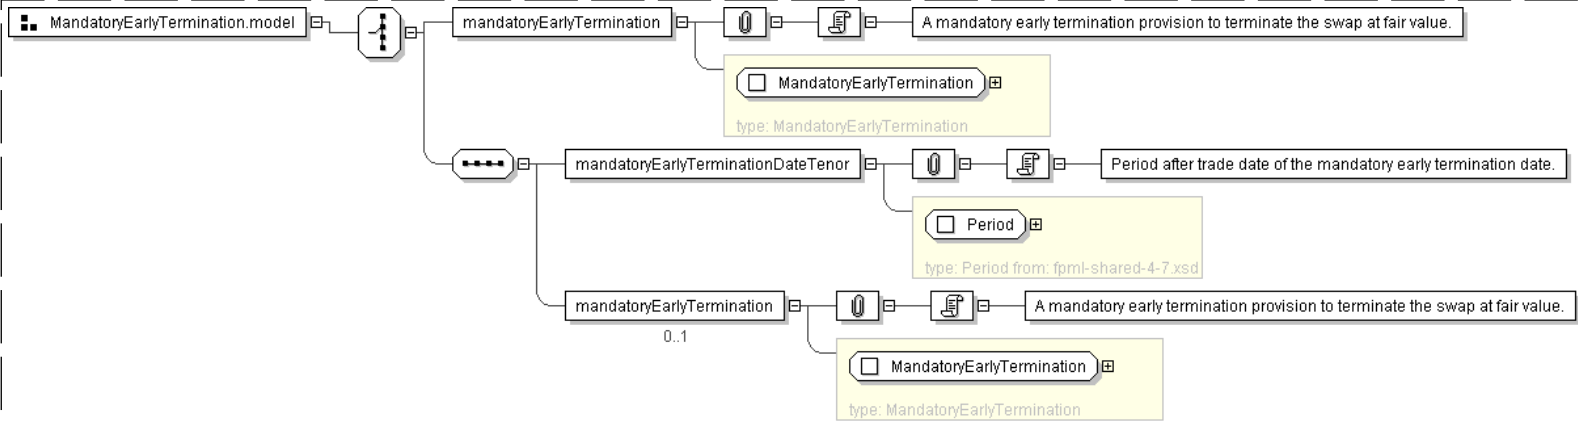 MandatoryEarlyTermination.model
mandatoryEarlyTermination
A mandatory early termination provision to terminate the swap at fair value.
MandatoryEarlyTermination
type: MandatoryEarlyTermination
mandatoryEarlyTerminationDateTenor
Period after trade date of the mandatory early termination date.
Period
type: Period from: fpml-shared-4-7.xsd
mandatoryEarlyTermination
A mandatory early termination provision to terminate the swap at fair value.
0..1
MandatoryEarlyTermination
type: MandatoryEarlyTermination